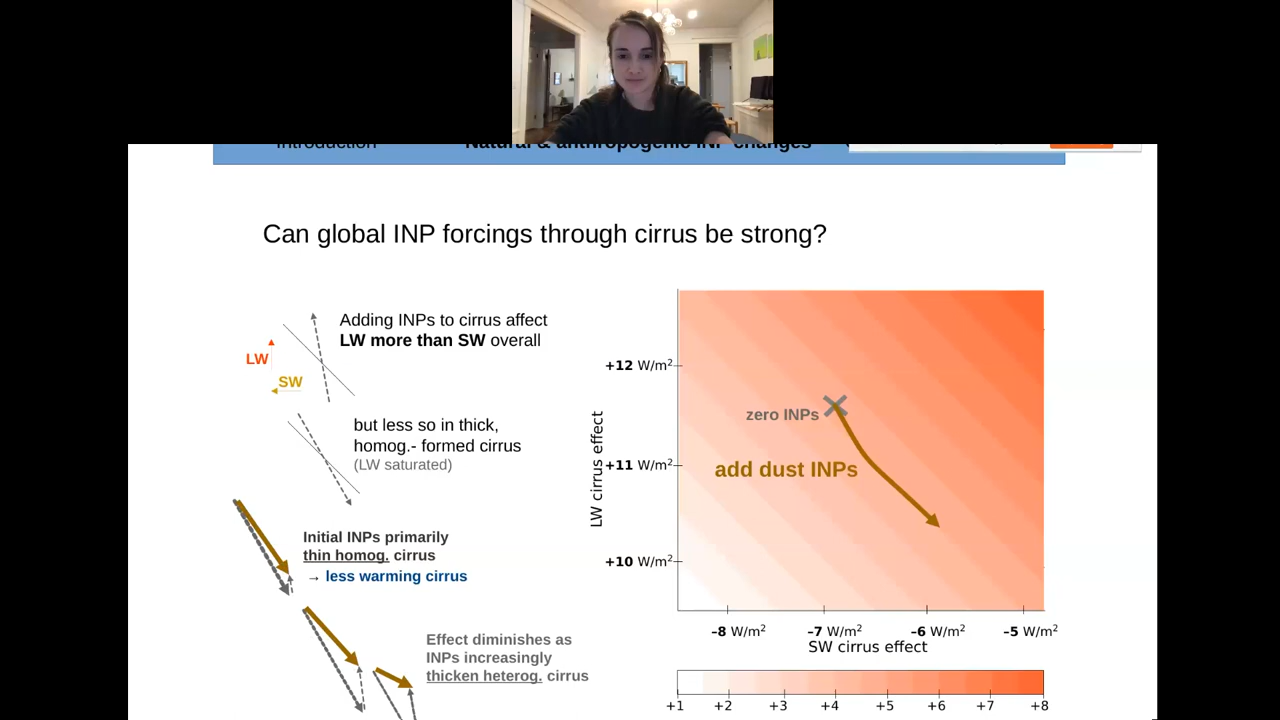 Introduction
Natural & anthropogenic INP changes
Can global INP forcings through cirrus be strong?
Adding INPs to cirrus affect
LW more than SW overall
LW
SW
but less so in thick,
homog.- formed cirrus
(LW saturated)
Initial INPs primarily
thin homog. cirrus
→ less warming cirrus
Effect diminishes as
INPs increasingly
thicken heterog. cirrus
LW cirrus effect
+12 W/m²
+11 W/m²
+10 W/m²
zero INPs
add dust INPs
–8 W/m²
–7 W/m²
–6 W/m²
–5 W/m²
SW cirrus effect
+1 +2 +3 +4 +5 +6 +7 +8